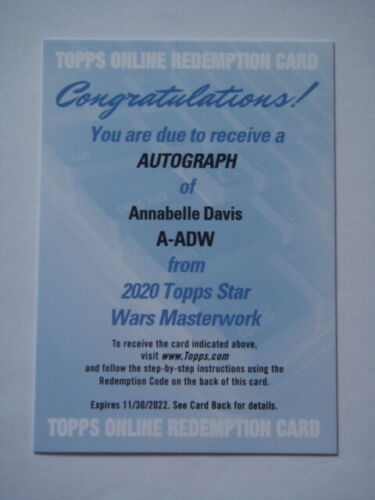 TOPPS ONLINE REDEMPTION CARD
Congratulations!
You are due to receive a
AUTOGRAPH
of
Annabelle Davis
A-ADW
from
2020 Topps Star
Wars Masterwork
To receive the card indicated above,
visit www.Topps.com
and follow the step-by-step instructions using the
Redemption Code on the back of this card.
Expires 11/30/2022. See Card Back for details.
TOPPS ONLINE REDEMPTION CARD